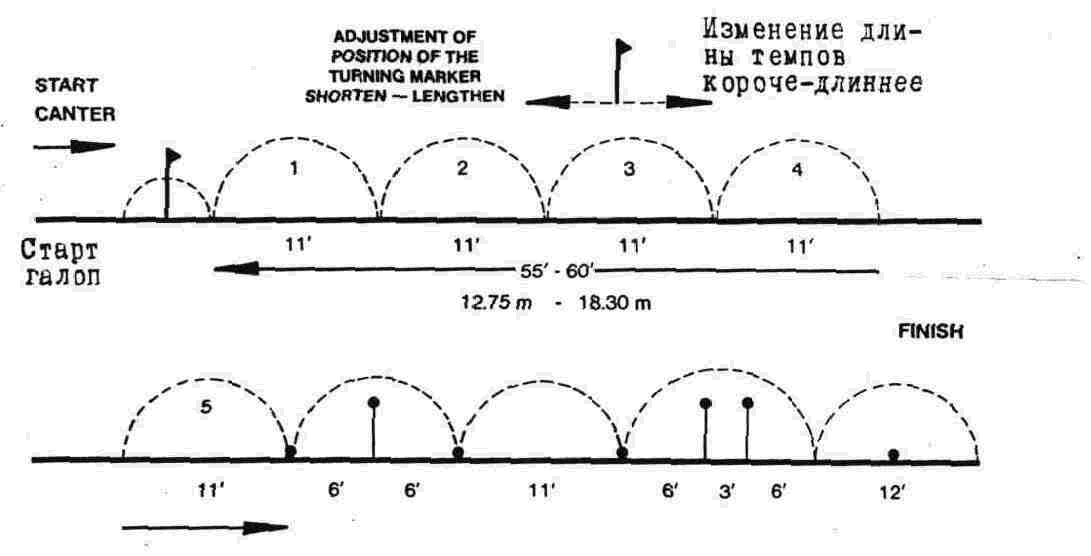 ADJUSTMENT OF
POSITION OF THE
TURNING MARKER
SHORTEN — LENGTHEN
Изменение дли-
ны темпов
короче-длиннее
START
CANTER
1
2
3
4
Старт
галоп
11'
11'
11'
11'
55' - 60'
12.75 m - 18.30 m
FINISH
5
11'
6'
6'
11'
6'
3'
6'
12'